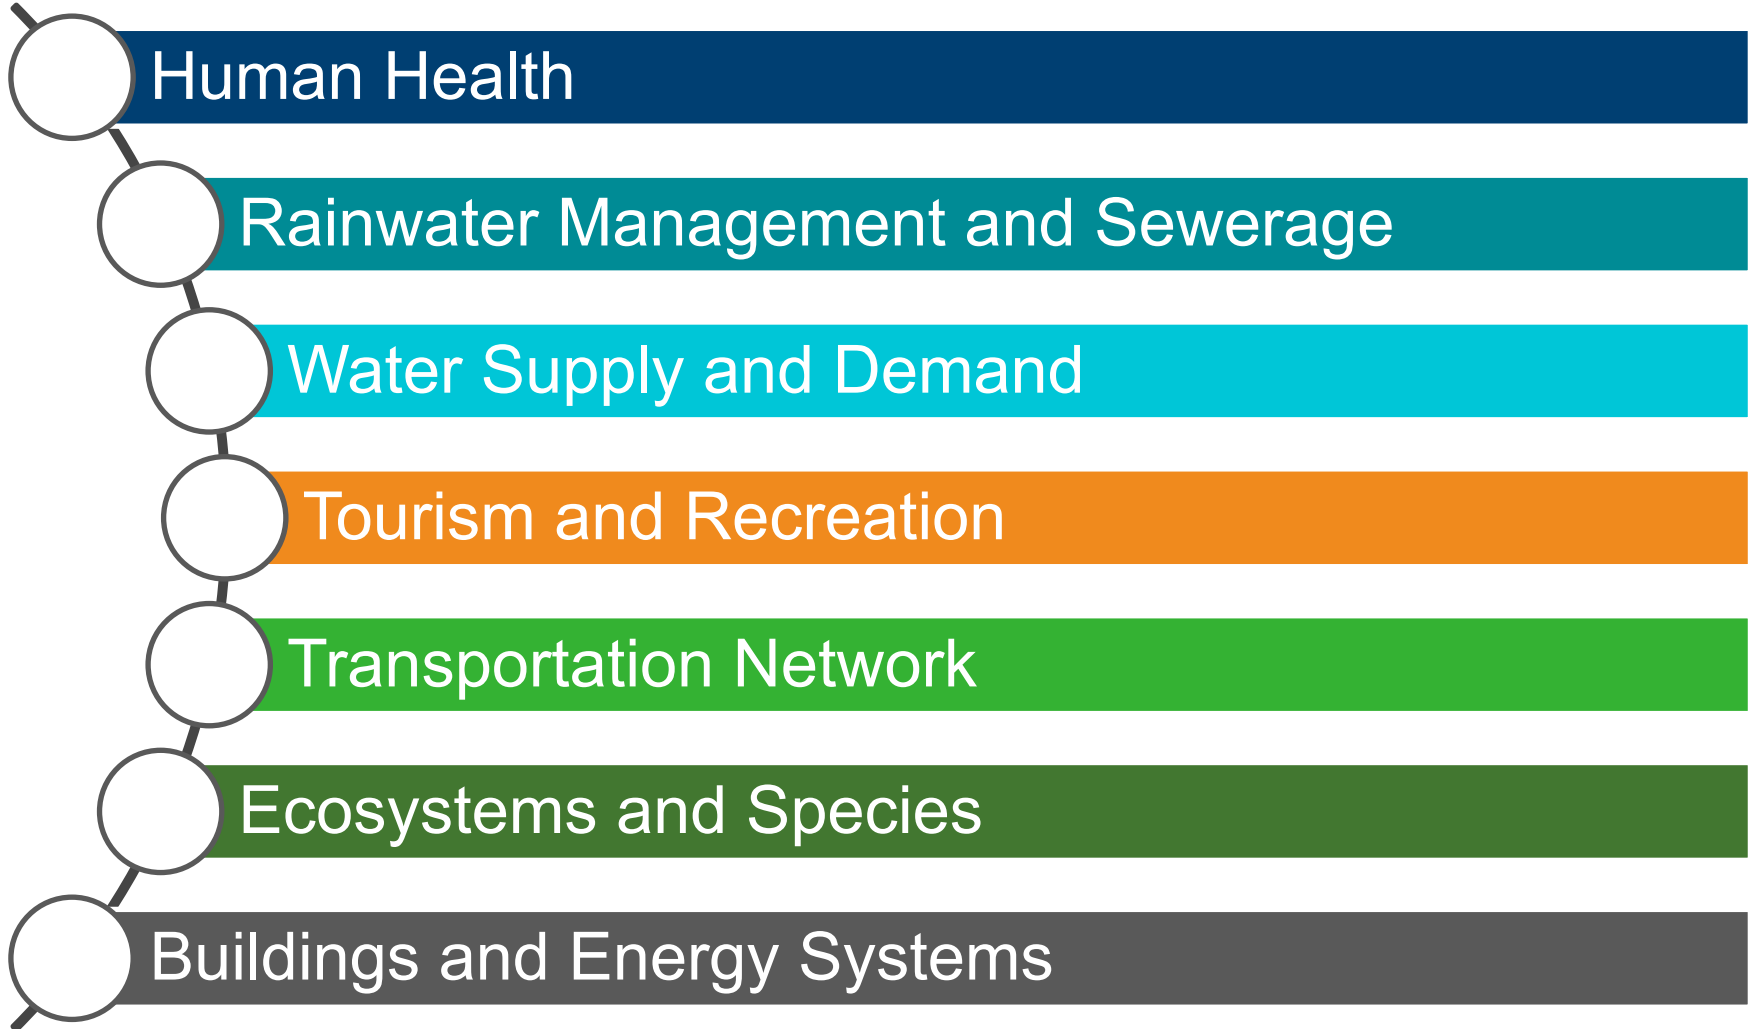 Human Health
Rainwater Management and Sewerage
Water Supply and Demand
Tourism and Recreation
Transportation Network
Ecosystems and Species
Buildings and Energy Systems